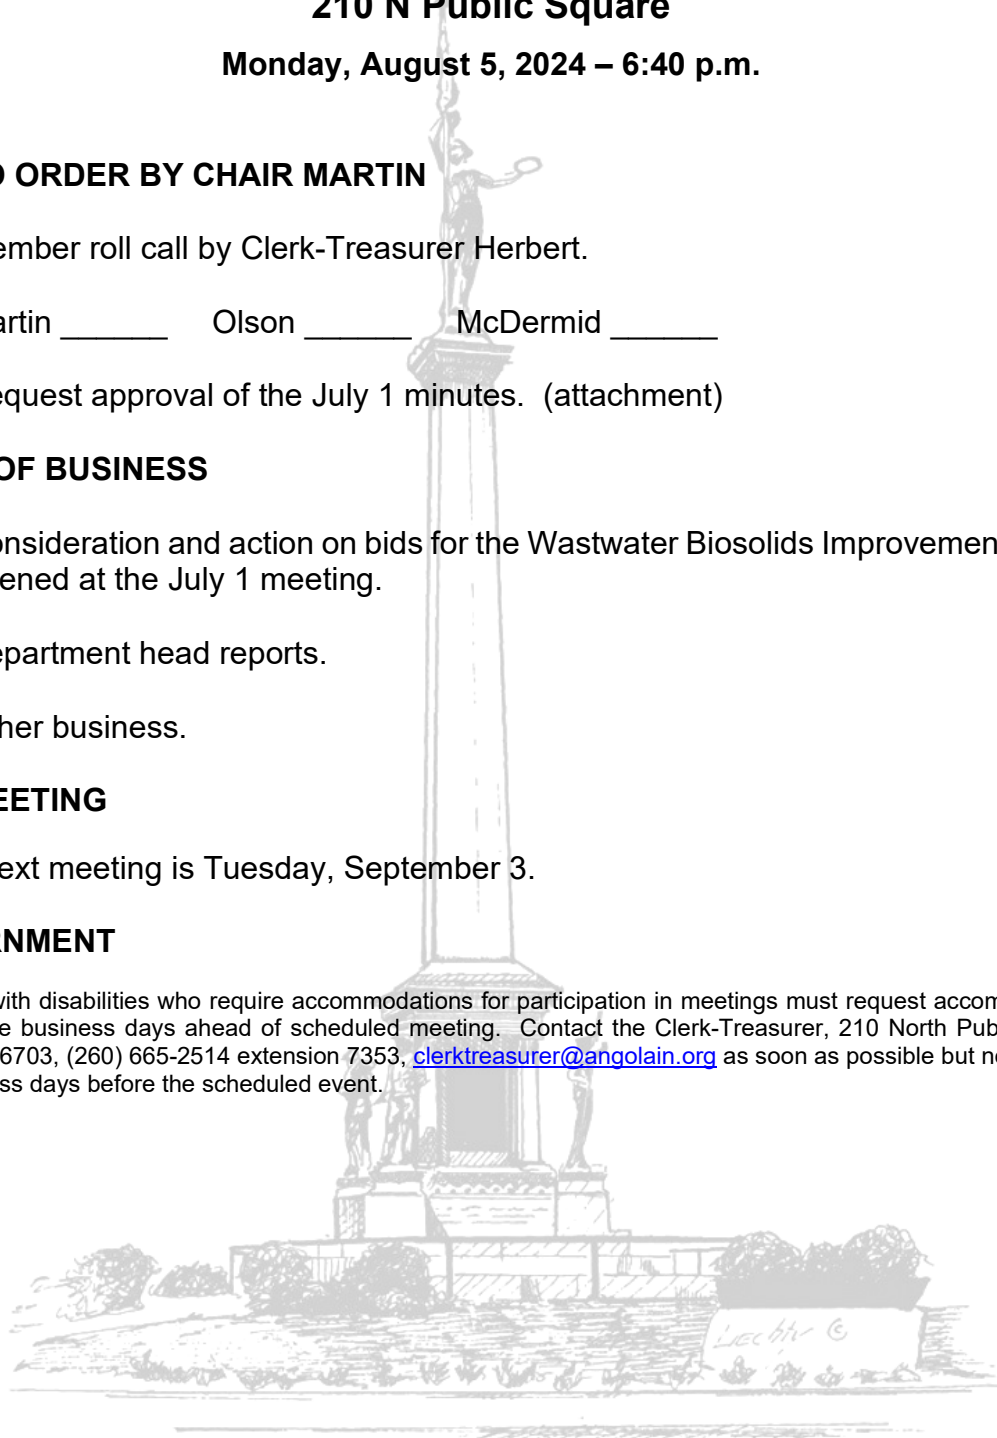 210 N Public Square
Monday, August 5, 2024 – 6:40 p.m.
O ORDER BY CHAIR MARTIN
ember roll call by Clerk-Treasurer Herbert.
artin ______ Olson ______ McDermid ______
equest approval of the July 1 minutes. (attachment)
OF BUSINESS
onsideration and action on bids for the Wastwater Biosolids Improvemen
ened at the July 1 meeting.
epartment head reports.
her business.
EETING
ext meeting is Tuesday, September 3.
RNMENT
with disabilities who require accommodations for participation in meetings must request accom
e business days ahead of scheduled meeting. Contact the Clerk-Treasurer, 210 North Pub
6703, (260) 665-2514 extension 7353, clerktreasurer@angolain.org as soon as possible but n
ss days before the scheduled event.